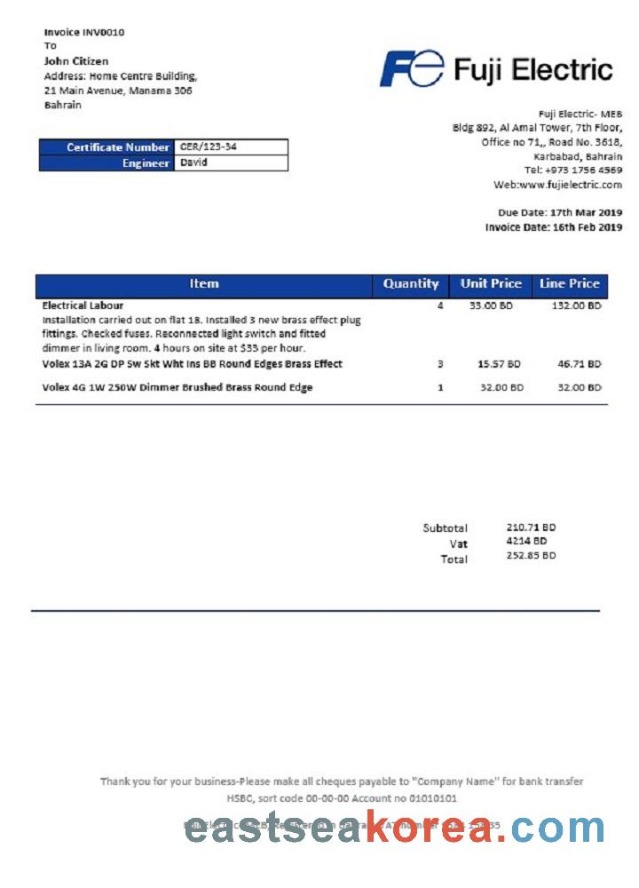 Invoice INV0010
To
John Citizen
Address: Home Centre Building,
21 Main Avenue, Manama 306
Bahrain
Fe Fuji Electric
Fuji Electric- MEB
Bldg 892, Al Amal Tower, 7th Floor,
Office no 71,, Road No. 3618,
Karbabad, Bahrain
Tel: +973 1756 4569
Web:www.fujielectric.com
Certificate Number CER/123-34
Engineer David
Due Date: 17th Mar 2019
Invoice Date: 16th Feb 2019
Item Quantity Unit Price Line Price
Electrical Labour 4 33.00 BD 132.00 BD
Installation carried out on flat 18. Installed 3 new brass effect plug
fittings. Checked fuses. Reconnected light switch and fitted
dimmer in living room. 4 hours on site at $33 per hour.
Volex 13A 2G DP Sw Skt Wht Ins BB Round Edges Brass Effect 3 15.57 BD 46.71 BD
Volex 4G 1W 250W Dimmer Brushed Brass Round Edge 1 32.00 BD 32.00 BD
Subtotal 210.71 BD
Vat 4214 BD
Total 252.85 BD
Thank you for your business-Please make all cheques payable to "Company Name" for bank transfer
HSBC, sort code 00-00-00 Account no 01010101
eastseakorea.com